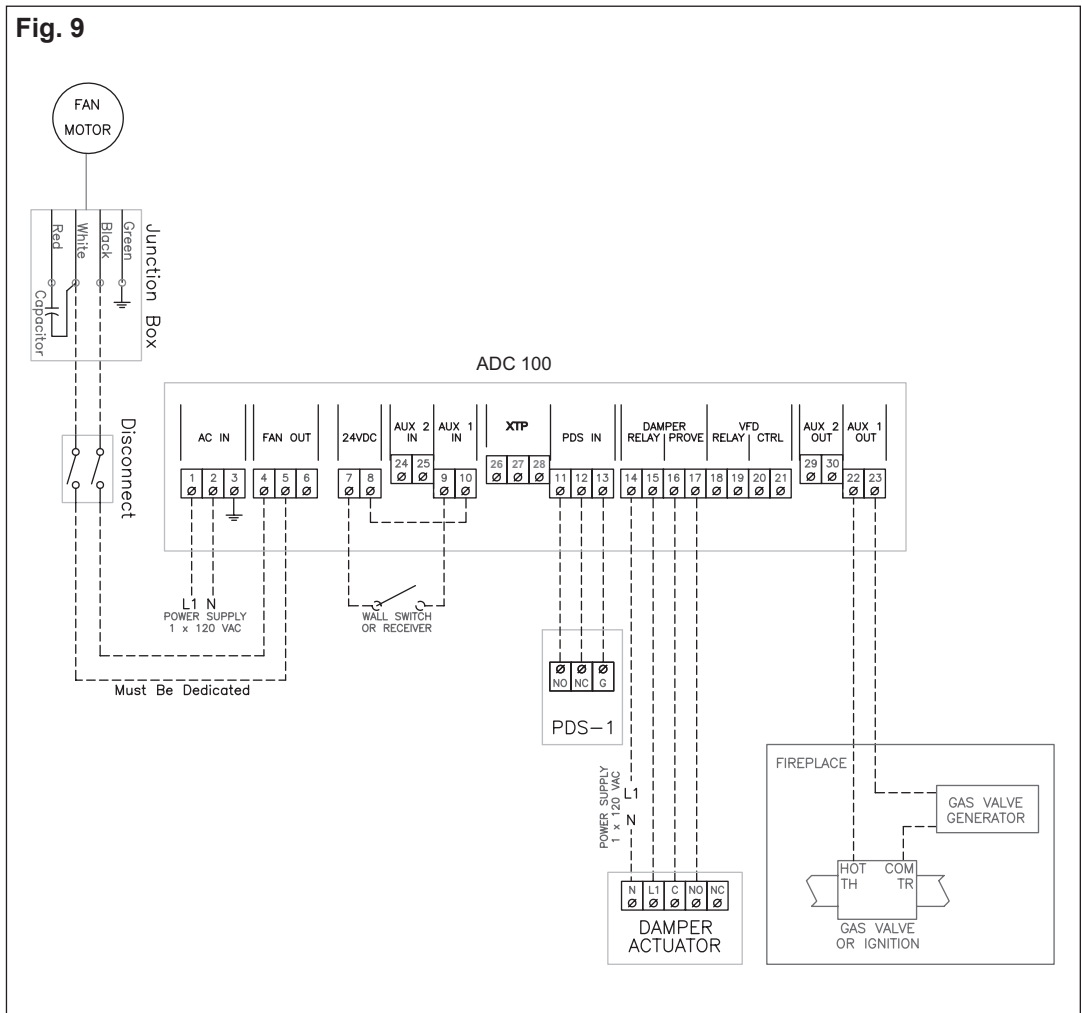 Fig. 9
FAN
MOTOR
Red
White
Black
Green
Junction Box
Capacitor
Disconnect
ADC 100
AC IN
FAN OUT
24VDC
AUX 2
IN
AUX 1
IN
XTP
PDS IN
DAMPER
RELAY PROVE
VFD
RELAY CTRL
AUX 2
OUT
AUX 1
OUT
24 25
26 27 28
29 30
1 2 3
4 5 6
7 8
9 10
11 12 13
14 15 16 17 18 19 20 21
22 23
L1 N
POWER SUPPLY
1 x 120 VAC
WALL SWITCH
OR RECEIVER
Must Be Dedicated
NO NC G
PDS-1
POWER SUPPLY
1 x 120 VAC
L1
N
N L1 C NO NC
DAMPER
ACTUATOR
FIREPLACE
GAS VALVE
GENERATOR
HOT COM
TH TR
GAS VALVE
OR IGNITION